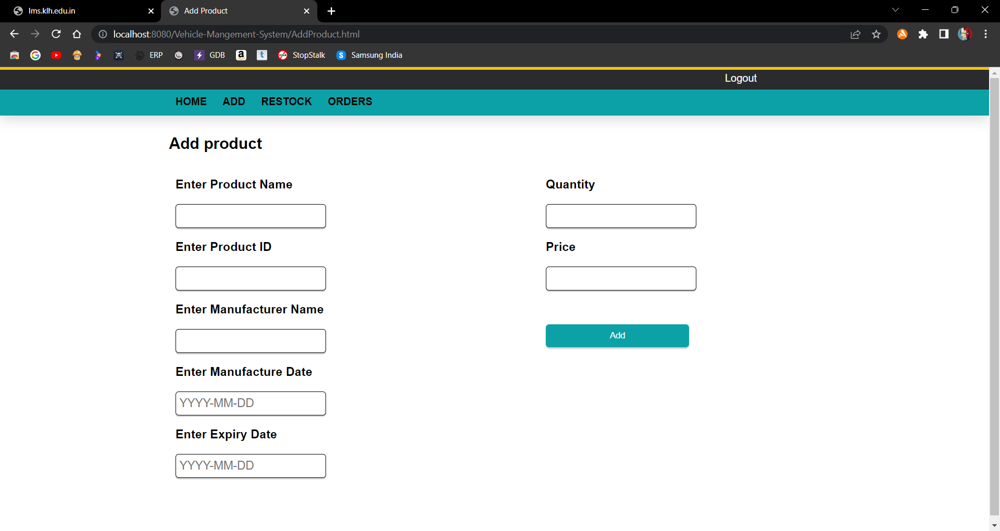 lms.klh.edu.in
Add Product
localhost:8080/Vehicle-Mangement-System/AddProduct.html
ERP GDB a t StopStalk S Samsung India
Logout
HOME ADD RESTOCK ORDERS
Add product
Enter Product Name
Quantity
Enter Product ID
Price
Enter Manufacturer Name
Add
Enter Manufacture Date
YYYY-MM-DD
Enter Expiry Date
YYYY-MM-DD